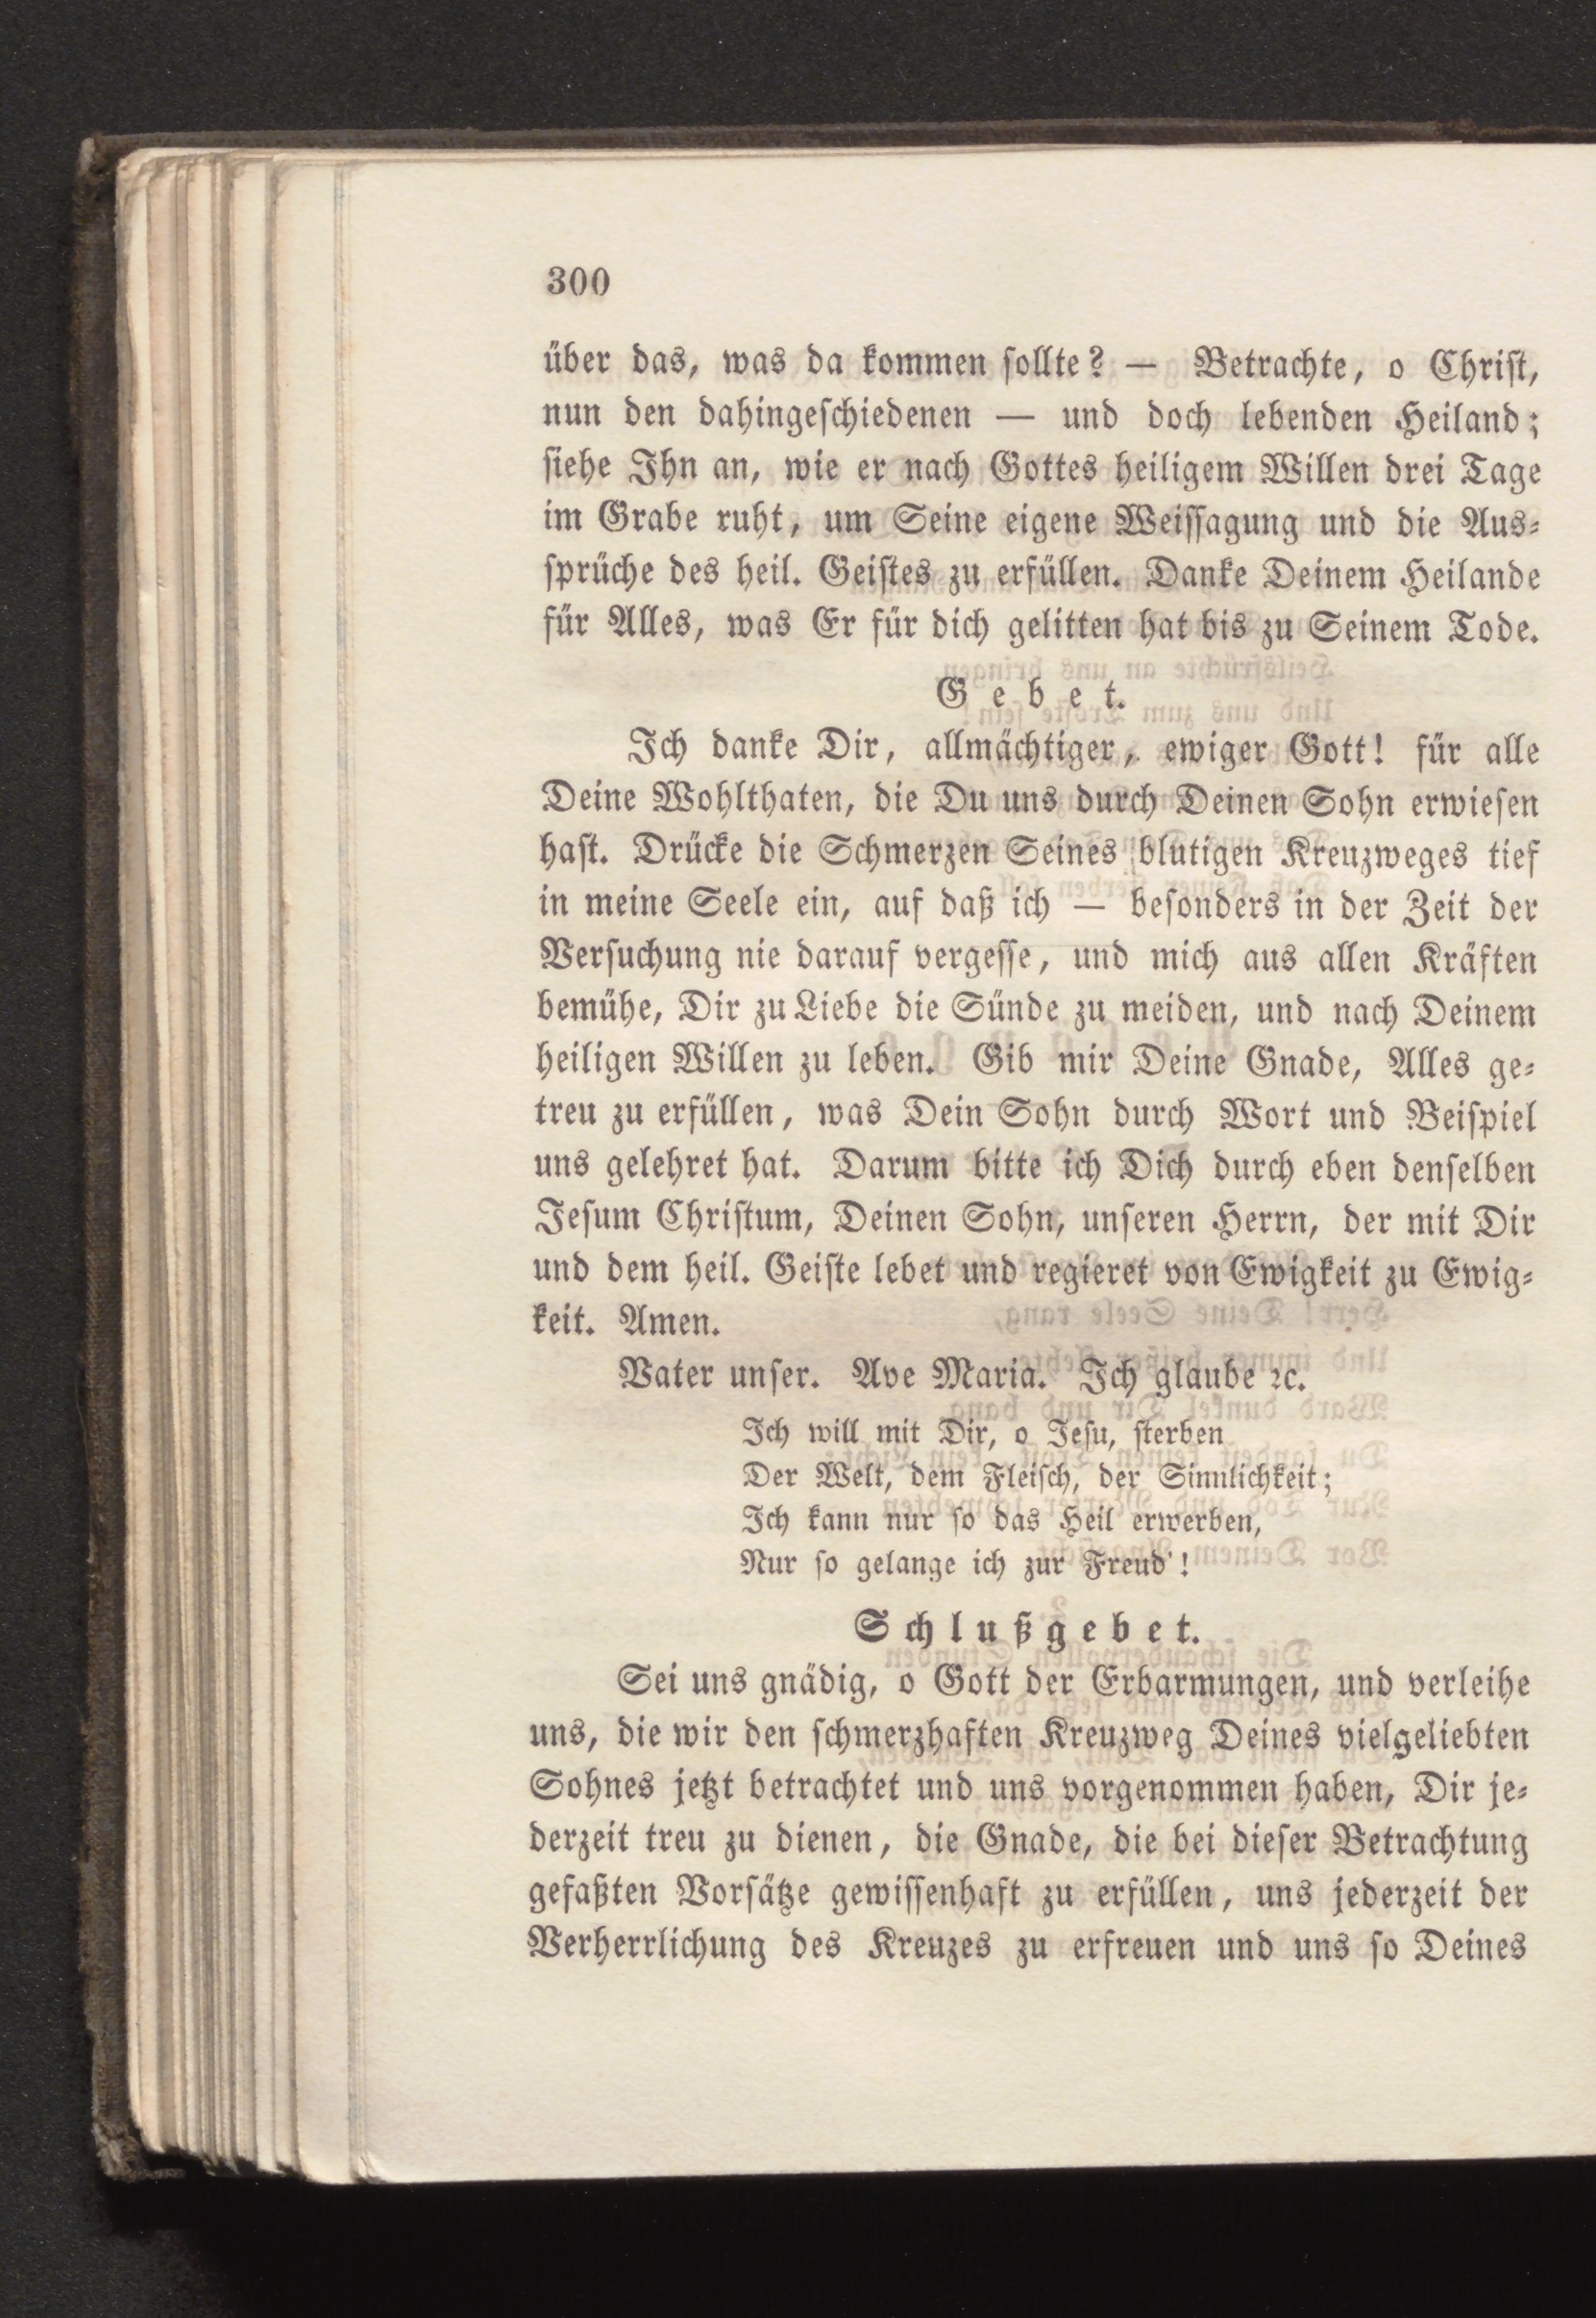 300
über das, was da kommen sollte? — Betrachte, o Christ,
nun den dahingeschiedenen — und doch lebenden Heiland;
siehe Ihn an, wie er nach Gottes heiligem Willen drei Tage
im Grabe ruht, um Seine eigene Weissagung und die Aus-
sprüche des heil. Geistes zu erfüllen. Danke Deinem Heilande
für Alles, was Er für dich gelitten hat bis zu Seinem Tode.
Gebet.
Ich danke Dir, allmächtiger, ewiger Gott! für alle
Deine Wohlthaten, die Du uns durch Deinen Sohn erwiesen
hast. Drücke die Schmerzen Seines blutigen Kreuzweges tief
in meine Seele ein, auf daß ich — besonders in der Zeit der
Versuchung nie darauf vergesse, und mich aus allen Kräften
bemühe, Dir zu Liebe die Sünde zu meiden, und nach Deinem
heiligen Willen zu leben. Gib mir Deine Gnade, Alles ge-
treu zu erfüllen, was Dein Sohn durch Wort und Beispiel
uns gelehret hat. Darum bitte ich Dich durch eben denselben
Jesum Christum, Deinen Sohn, unseren Herrn, der mit Dir
und dem heil. Geiste lebet und regieret von Ewigkeit zu Ewig-
keit. Amen.
Vater unser. Ave Maria. Ich glaube ꝛc.
Ich will mit Dir, o Jesu, sterben
Der Welt, dem Fleisch, der Sinnlichkeit;
Ich kann nur so das Heil erwerben,
Nur so gelange ich zur Freud'!
Schlußgebet.
Sei uns gnädig, o Gott der Erbarmungen, und verleihe
uns, die wir den schmerzhaften Kreuzweg Deines vielgeliebten
Sohnes jetzt betrachtet und uns vorgenommen haben, Dir je-
derzeit treu zu dienen, die Gnade, die bei dieser Betrachtung
gefaßten Vorsätze gewissenhaft zu erfüllen, uns jederzeit der
Verherrlichung des Kreuzes zu erfreuen und uns so Deines